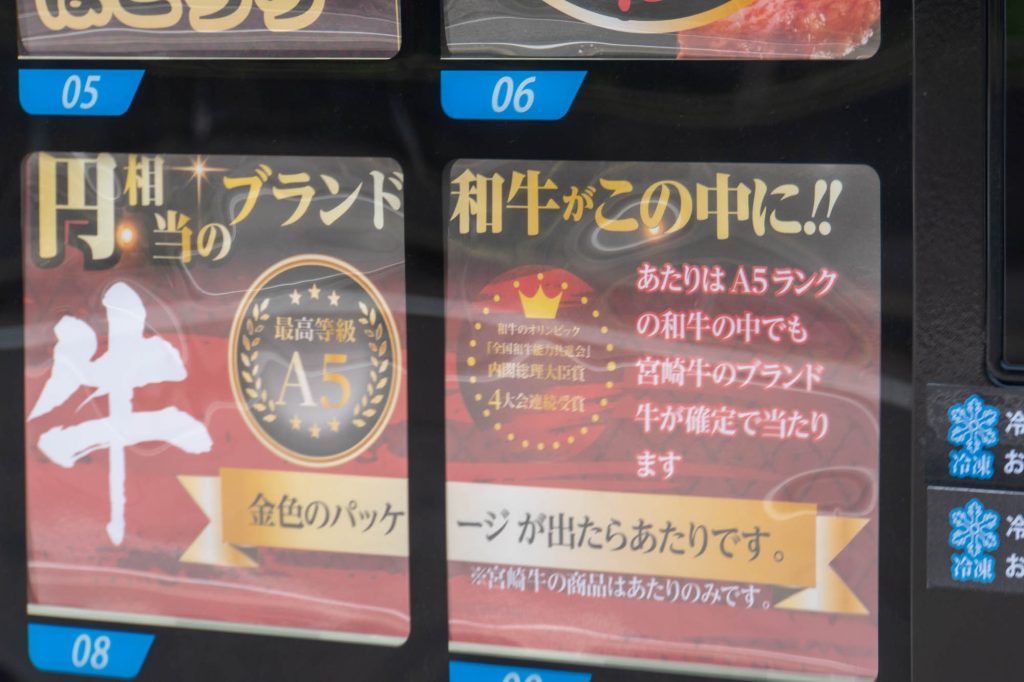 05
06
円相当のブランド
和牛がこの中に!!
牛
最高等級
A5
和牛のオリンピック
「全国和牛能力共進会」
内閣総理大臣賞
4大会連続受賞
あたりはA5ランク
の和牛の中でも
宮崎牛のブランド
牛が確定で当たり
ます
金色のパッケージが出たらあたりです。
※宮崎牛の商品はあたりのみです。
08
冷凍
冷
お
冷凍
冷
お